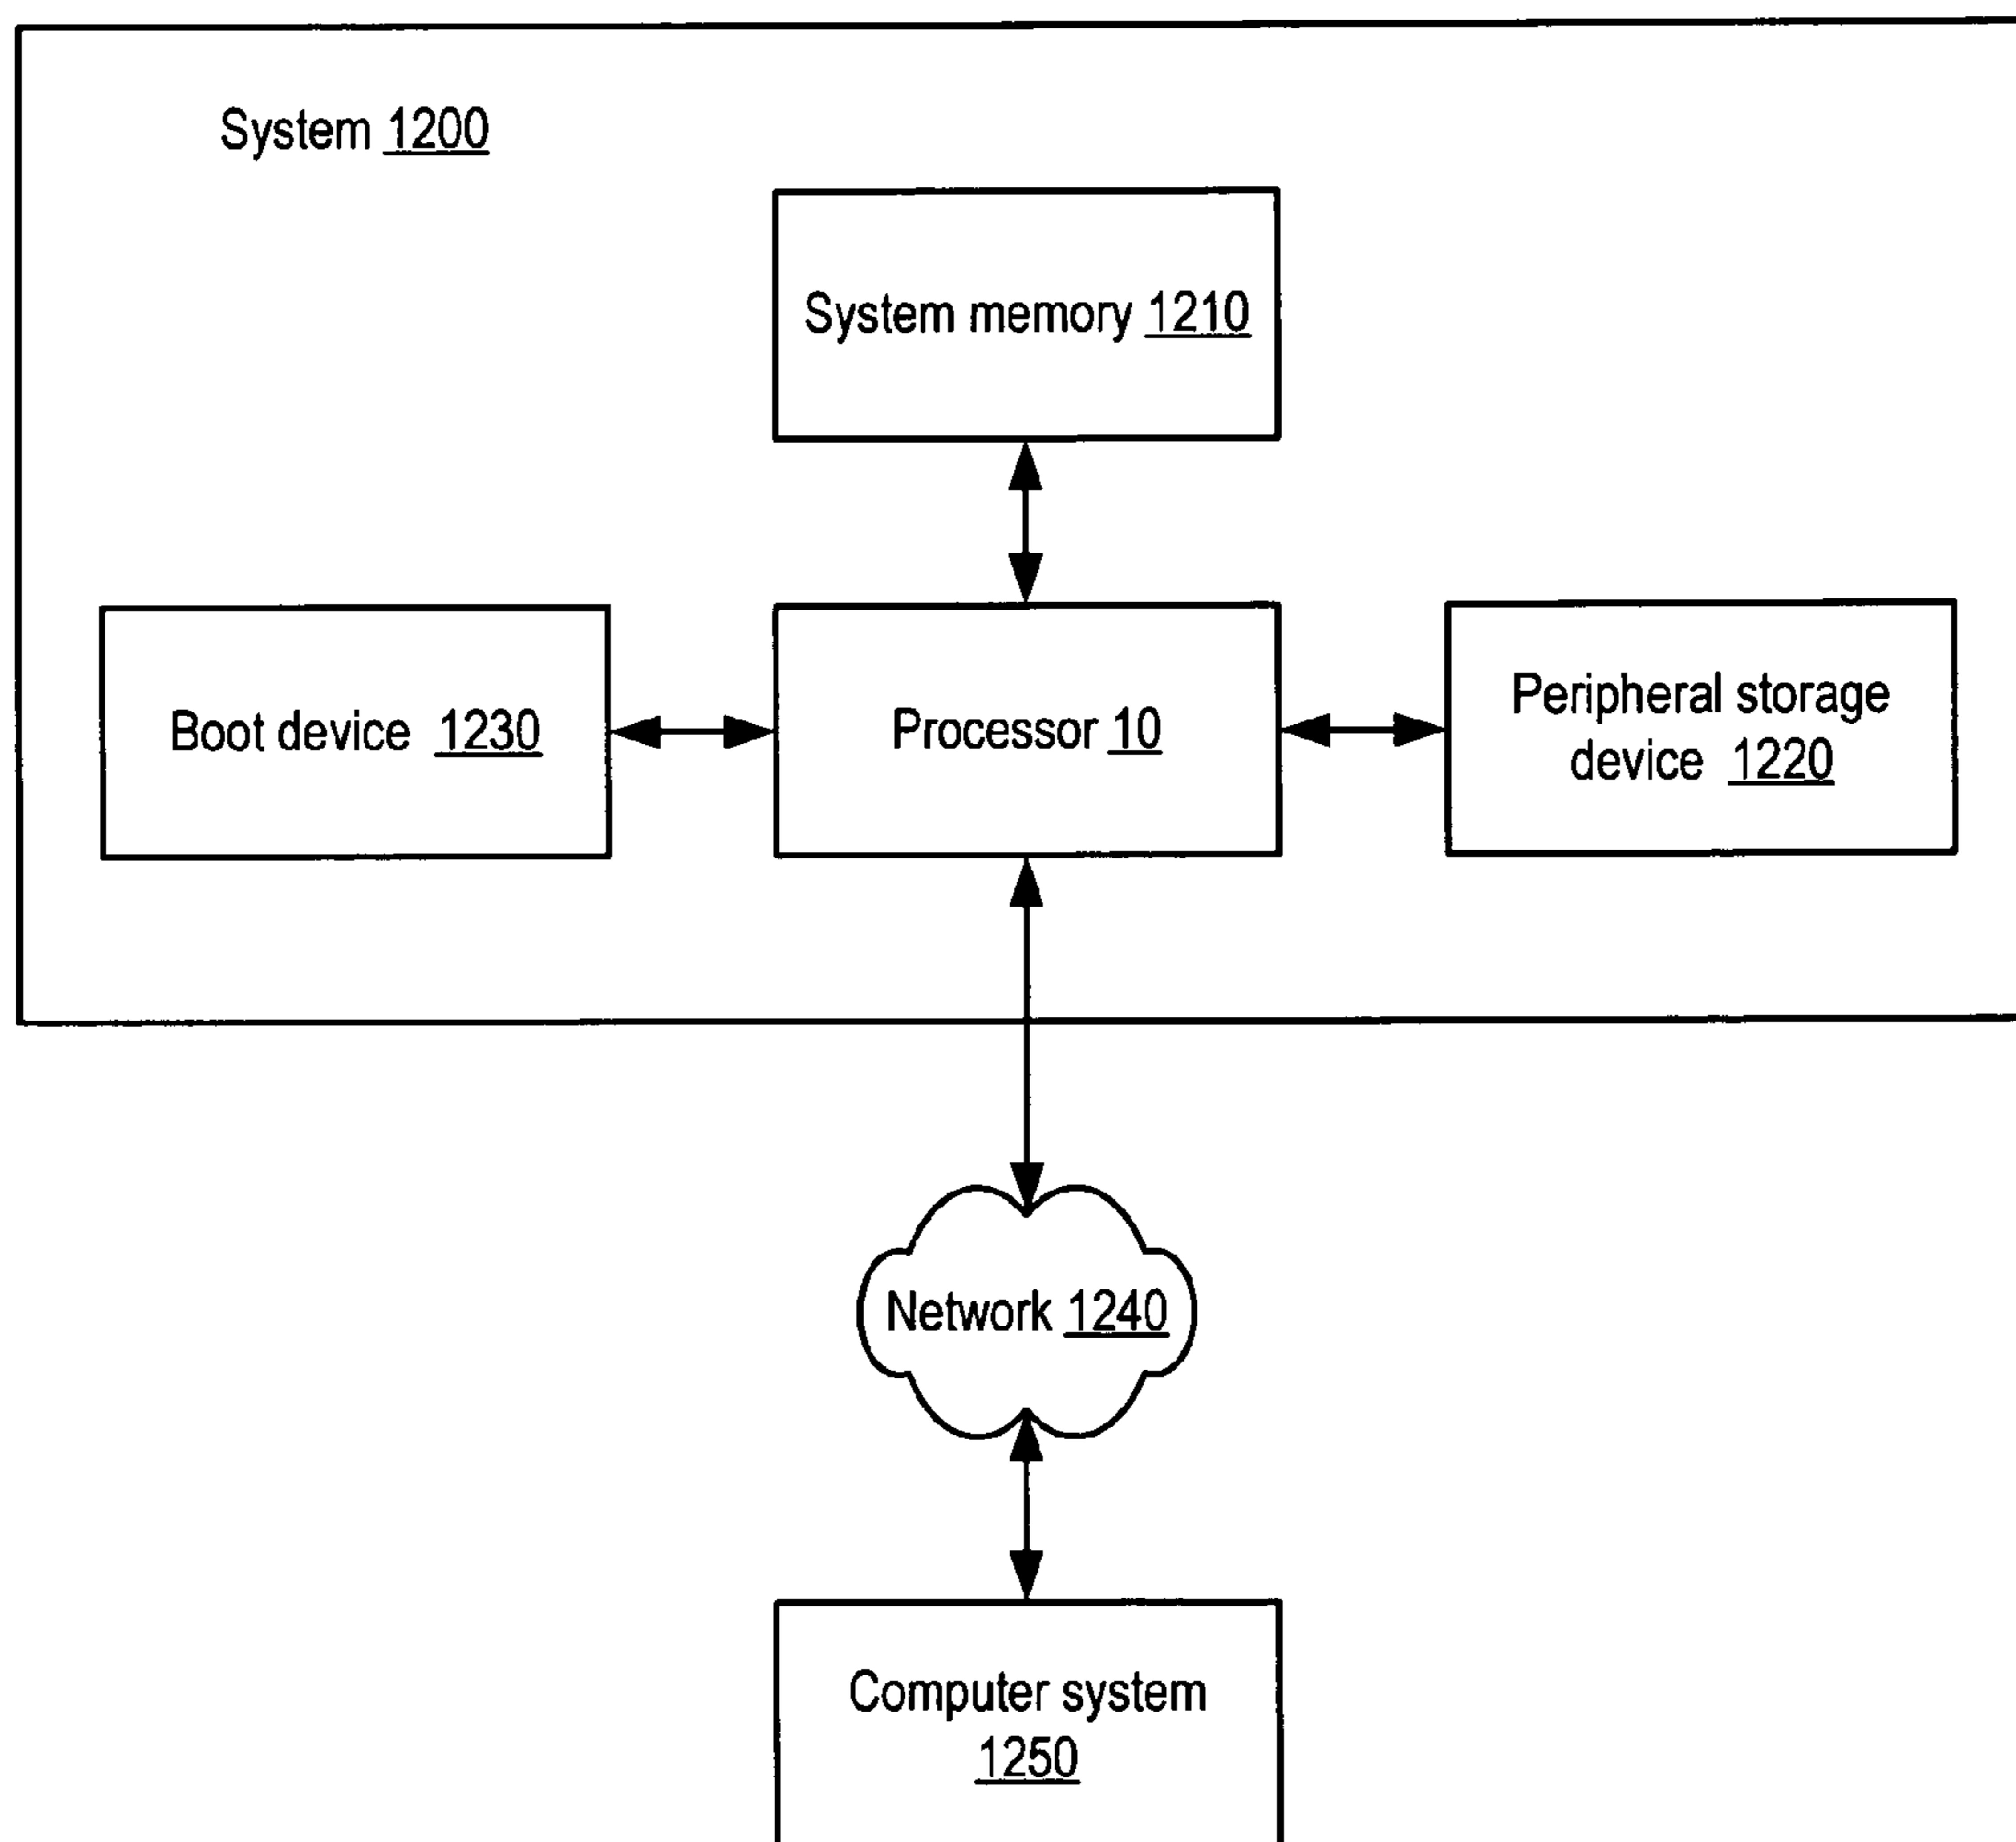 System 1200
System memory 1210
Boot device 1230
Processor 10
Peripheral storage
device 1220
Network 1240
Computer system
1250